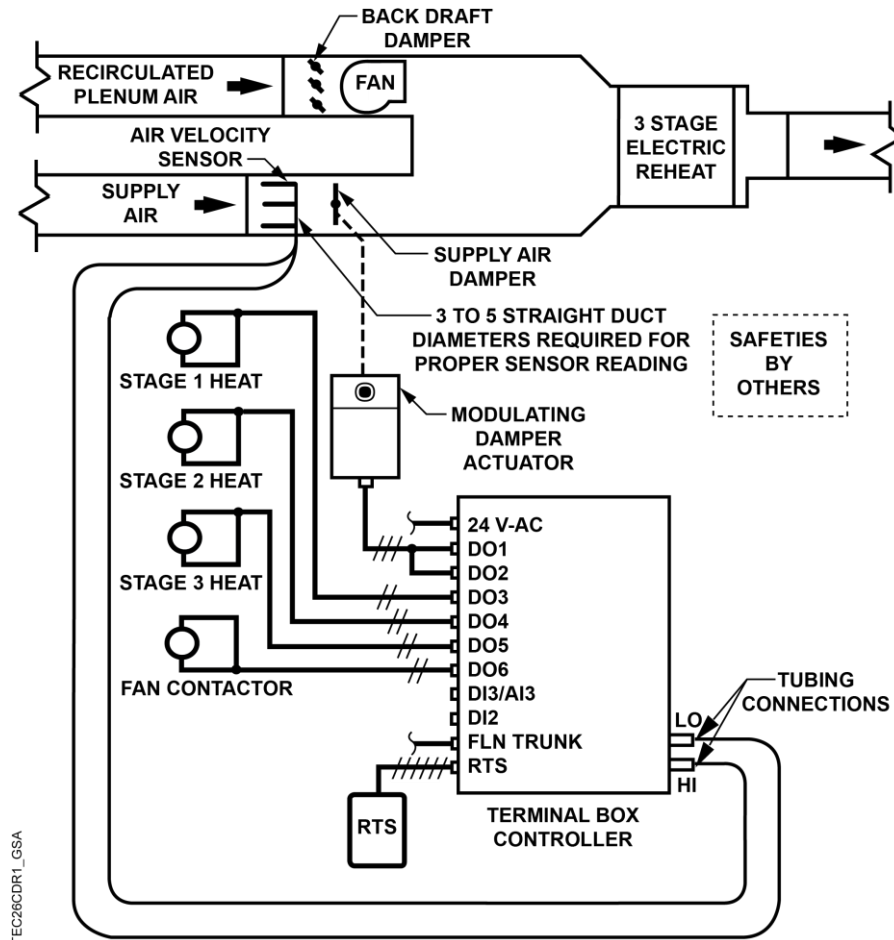 BACK DRAFT
DAMPER
RECIRCULATED
PLENUM AIR
FAN
AIR VELOCITY
SENSOR
3 STAGE
ELECTRIC
REHEAT
SUPPLY
AIR
SUPPLY AIR
DAMPER
3 TO 5 STRAIGHT DUCT
DIAMETERS REQUIRED FOR
PROPER SENSOR READING
SAFETIES
BY
OTHERS
STAGE 1 HEAT
MODULATING
DAMPER
ACTUATOR
STAGE 2 HEAT
STAGE 3 HEAT
FAN CONTACTOR
24 V-AC
DO1
DO2
DO3
DO4
DO5
DO6
DI3/AI3
DI2
FLN TRUNK
RTS
TUBING
CONNECTIONS
LO
HI
RTS
TERMINAL BOX
CONTROLLER
TEC26CDR1_GSA